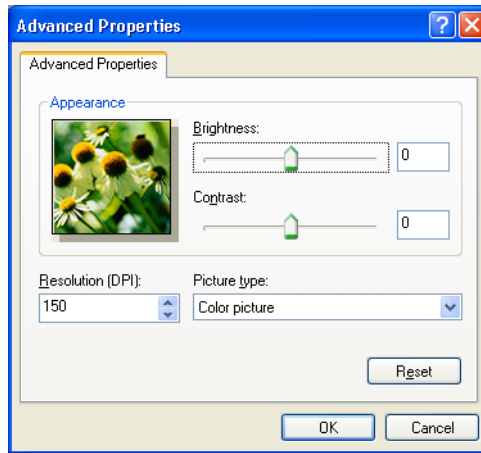 Advanced Properties
Advanced Properties
Appearance
Brightness:
0
Contrast:
0
Resolution (DPI): Picture type:
150 Color picture
Reset
OK Cancel